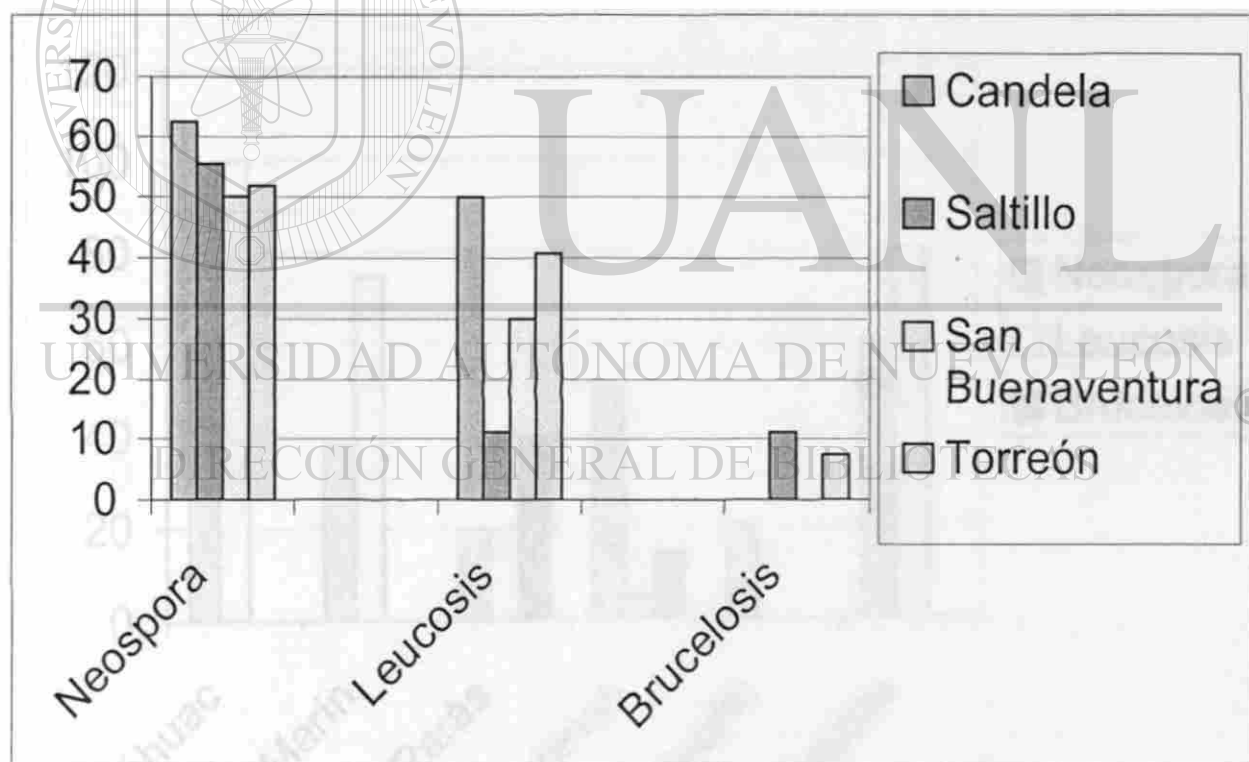 70
60
50
40
30
20
10
0
Neospora
Leucosis
Brucelosis
Candela
Saltillo
San
Buenaventura
Torreón
UANL
UNIVERSIDAD AUTÓNOMA DE NUEVO LEÓN
DIRECCIÓN GENERAL DE BIBLIOTECAS